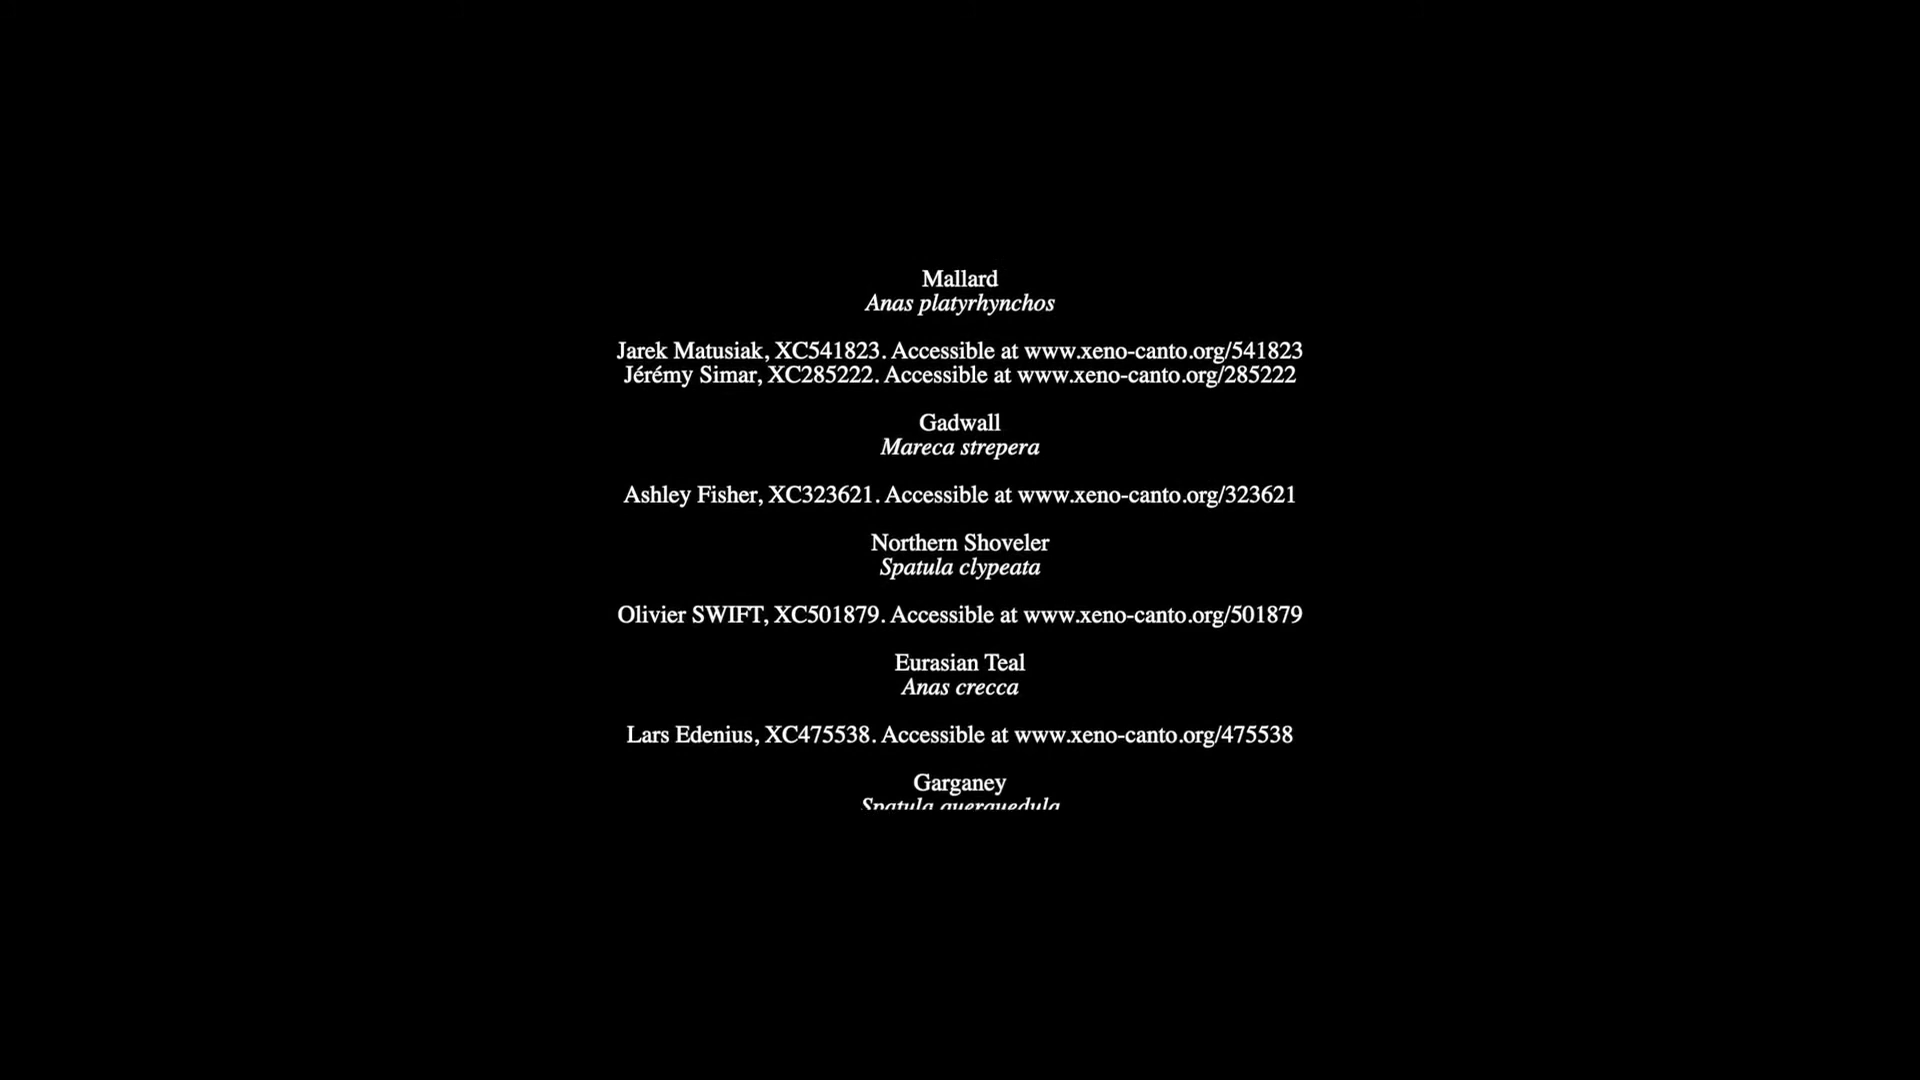 Mallard
Anas platyrhynchos
Jarek Matusiak, XC541823. Accessible at www.xeno-canto.org/541823
Jérémy Simar, XC285222. Accessible at www.xeno-canto.org/285222
Gadwall
Mareca strepera
Ashley Fisher, XC323621. Accessible at www.xeno-canto.org/323621
Northern Shoveler
Spatula clypeata
Olivier SWIFT, XC501879. Accessible at www.xeno-canto.org/501879
Eurasian Teal
Anas crecca
Lars Edenius, XC475538. Accessible at www.xeno-canto.org/475538
Garganey
Spatula querquedula